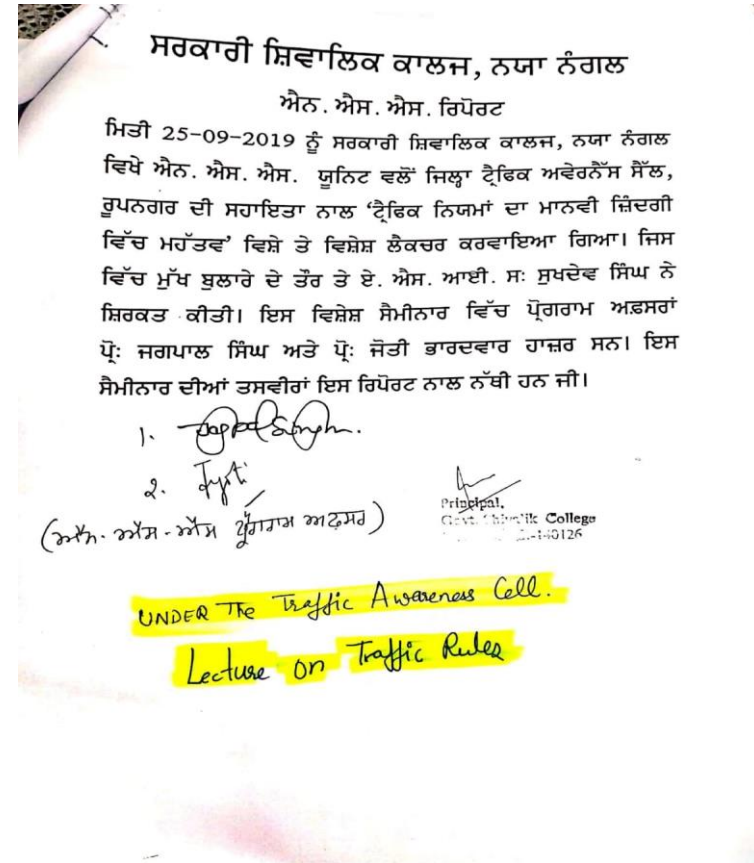 ਸਰਕਾਰੀ ਸ਼ਿਵਾਲਿਕ ਕਾਲਜ, ਨਯਾ ਨੰਗਲ
ਐਨ. ਐਸ. ਐਸ. ਰਿਪੋਰਟ
ਮਿਤੀ 25-09-2019 ਨੂੰ ਸਰਕਾਰੀ ਸ਼ਿਵਾਲਿਕ ਕਾਲਜ, ਨਯਾ ਨੰਗਲ
ਵਿਖੇ ਐਨ. ਐਸ. ਐਸ. ਯੂਨਿਟ ਵਲੋਂ ਜਿਲ੍ਹਾ ਟ੍ਰੈਫਿਕ ਅਵੇਰਨੈੱਸ ਸੈੱਲ,
ਰੂਪਨਗਰ ਦੀ ਸਹਾਇਤਾ ਨਾਲ ‘ਟ੍ਰੈਫਿਕ ਨਿਯਮਾਂ ਦਾ ਮਾਨਵੀ ਜ਼ਿੰਦਗੀ
ਵਿੱਚ ਮਹੱਤਵ’ ਵਿਸ਼ੇ ਤੇ ਵਿਸ਼ੇਸ਼ ਲੈਕਚਰ ਕਰਵਾਇਆ ਗਿਆ। ਜਿਸ
ਵਿੱਚ ਮੁੱਖ ਬੁਲਾਰੇ ਦੇ ਤੌਰ ਤੇ ਏ. ਐਸ. ਆਈ. ਸਃ ਸੁਖਦੇਵ ਸਿੰਘ ਨੇ
ਸ਼ਿਰਕਤ ਕੀਤੀ। ਇਸ ਵਿਸ਼ੇਸ਼ ਸੈਮੀਨਾਰ ਵਿੱਚ ਪ੍ਰੋਗਰਾਮ ਅਫ਼ਸਰਾਂ
ਪ੍ਰੋਃ ਜਗਪਾਲ ਸਿੰਘ ਅਤੇ ਪ੍ਰੋਃ ਜੋਤੀ ਭਾਰਦਵਾਰ ਹਾਜ਼ਰ ਸਨ। ਇਸ
ਸੈਮੀਨਾਰ ਦੀਆਂ ਤਸਵੀਰਾਂ ਇਸ ਰਿਪੋਰਟ ਨਾਲ ਨੱਥੀ ਹਨ ਜੀ।
1. Jagpal Singh.
2. Jyoti
Principal,
Govt. Shivalik College
-140126
(ਐੱਨ. ਐੱਸ. ਐੱਸ ਪ੍ਰੋਗਰਾਮ ਅਫ਼ਸਰ)
UNDER The Traffic Awareness Cell.
Lecture on Traffic Rules